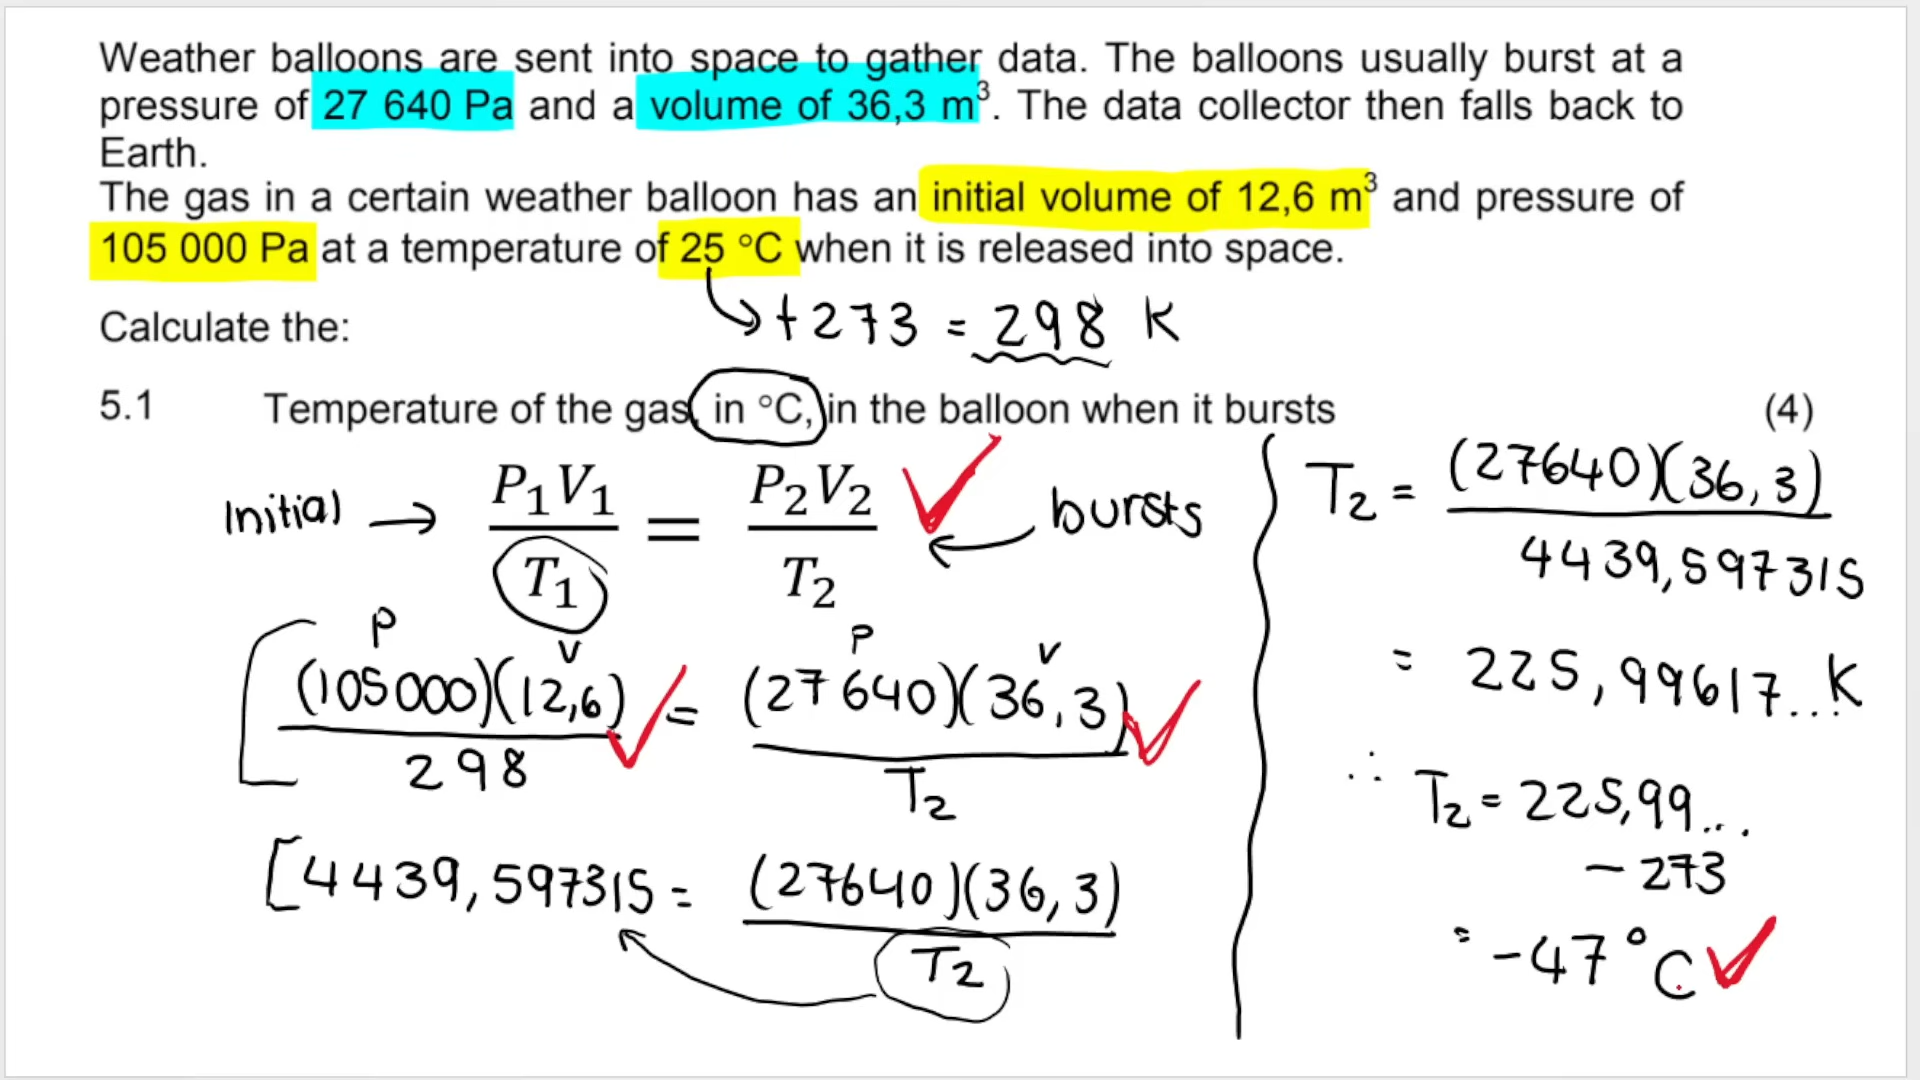 Weather balloons are sent into space to gather data. The balloons usually burst at a
pressure of 27 640 Pa and a volume of 36,3 m³. The data collector then falls back to
Earth.
The gas in a certain weather balloon has an initial volume of 12,6 m³ and pressure of
105 000 Pa at a temperature of 25 °C when it is released into space.
+273 = 298 K
Calculate the:
5.1 Temperature of the gas, in °C, in the balloon when it bursts (4)
Initial → P₁V₁/T₁ = P₂V₂/T₂ ← bursts
P V P V
(105000)(12,6)/298 = (27640)(36,3)/T₂
[4439,597315 = (27640)(36,3)/T₂
T₂ = (27640)(36,3)/4439,597315
= 225,99617... K
∴ T₂ = 225,99...
- 273
= -47°C